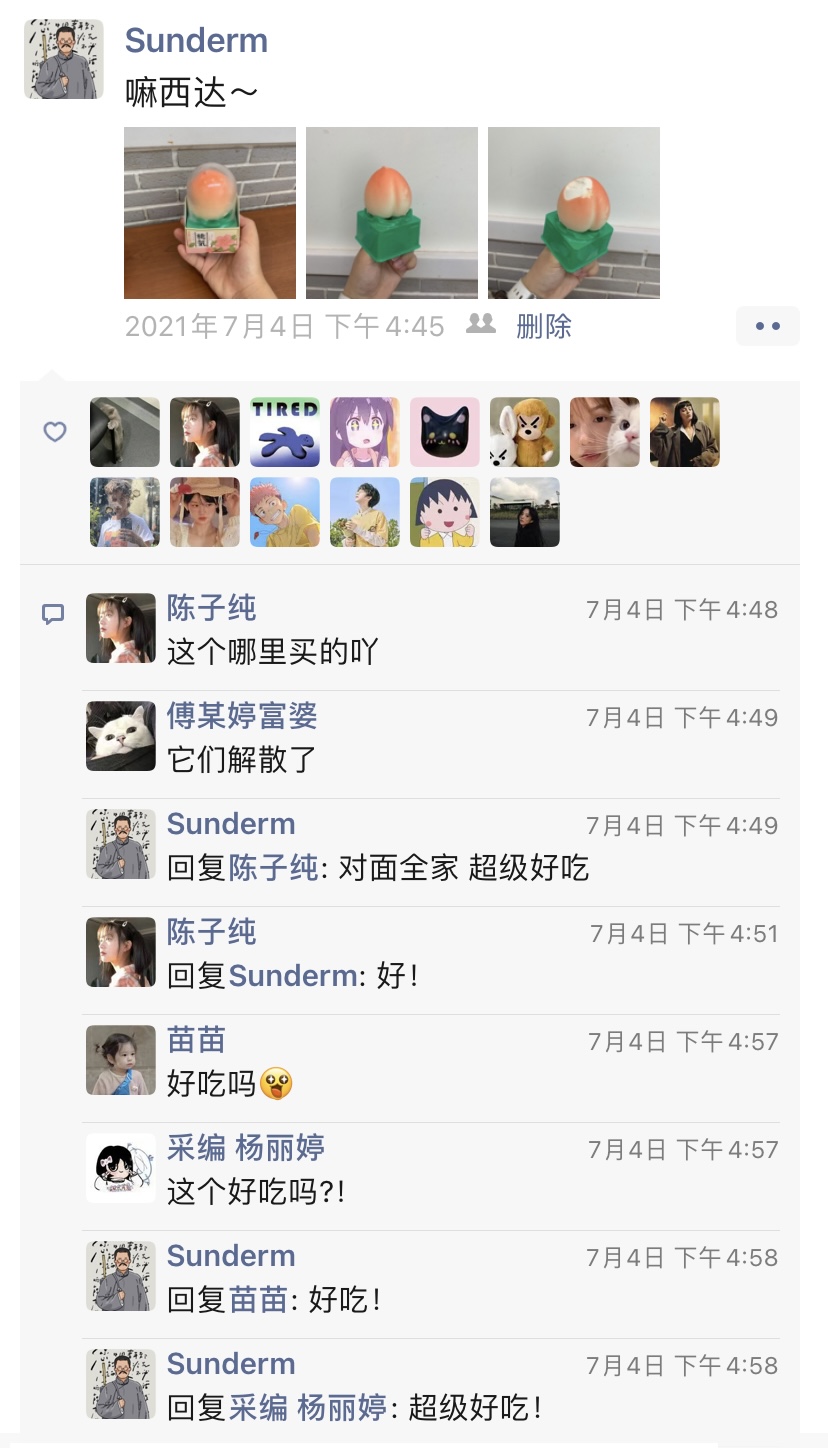 Sunderm
嘛西达～
2021年7月4日 下午4:45 删除
TIRED
陈子纯 7月4日 下午4:48
这个哪里买的吖
傅某婷富婆 7月4日 下午4:49
它们解散了
Sunderm 7月4日 下午4:49
回复陈子纯: 对面全家 超级好吃
陈子纯 7月4日 下午4:51
回复Sunderm: 好！
苗苗 7月4日 下午4:57
好吃吗😲
采编 杨丽婷 7月4日 下午4:57
这个好吃吗?!
Sunderm 7月4日 下午4:58
回复苗苗: 好吃！
Sunderm 7月4日 下午4:58
回复采编 杨丽婷: 超级好吃！